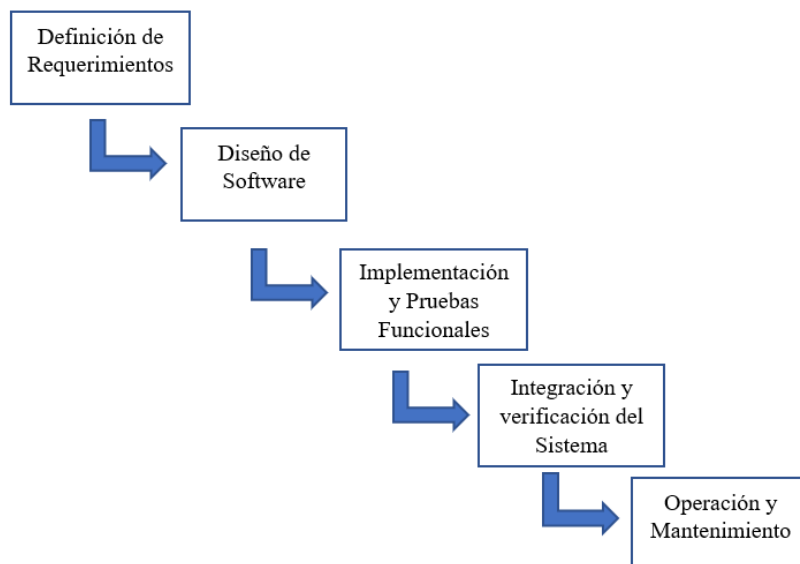 Definición de
Requerimientos
Diseño de
Software
Implementación
y Pruebas
Funcionales
Integración y
verificación del
Sistema
Operación y
Mantenimiento